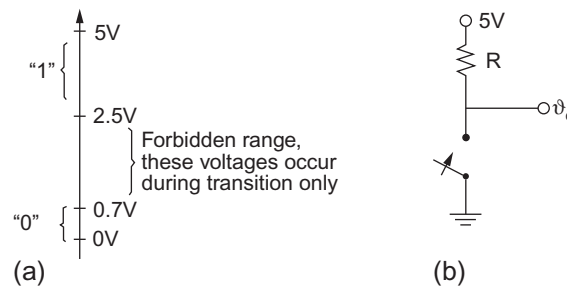 5V
“1”
2.5V
Forbidden range,
these voltages occur
during transition only
0.7V
“0”
0V
(a)
5V
R
(b)